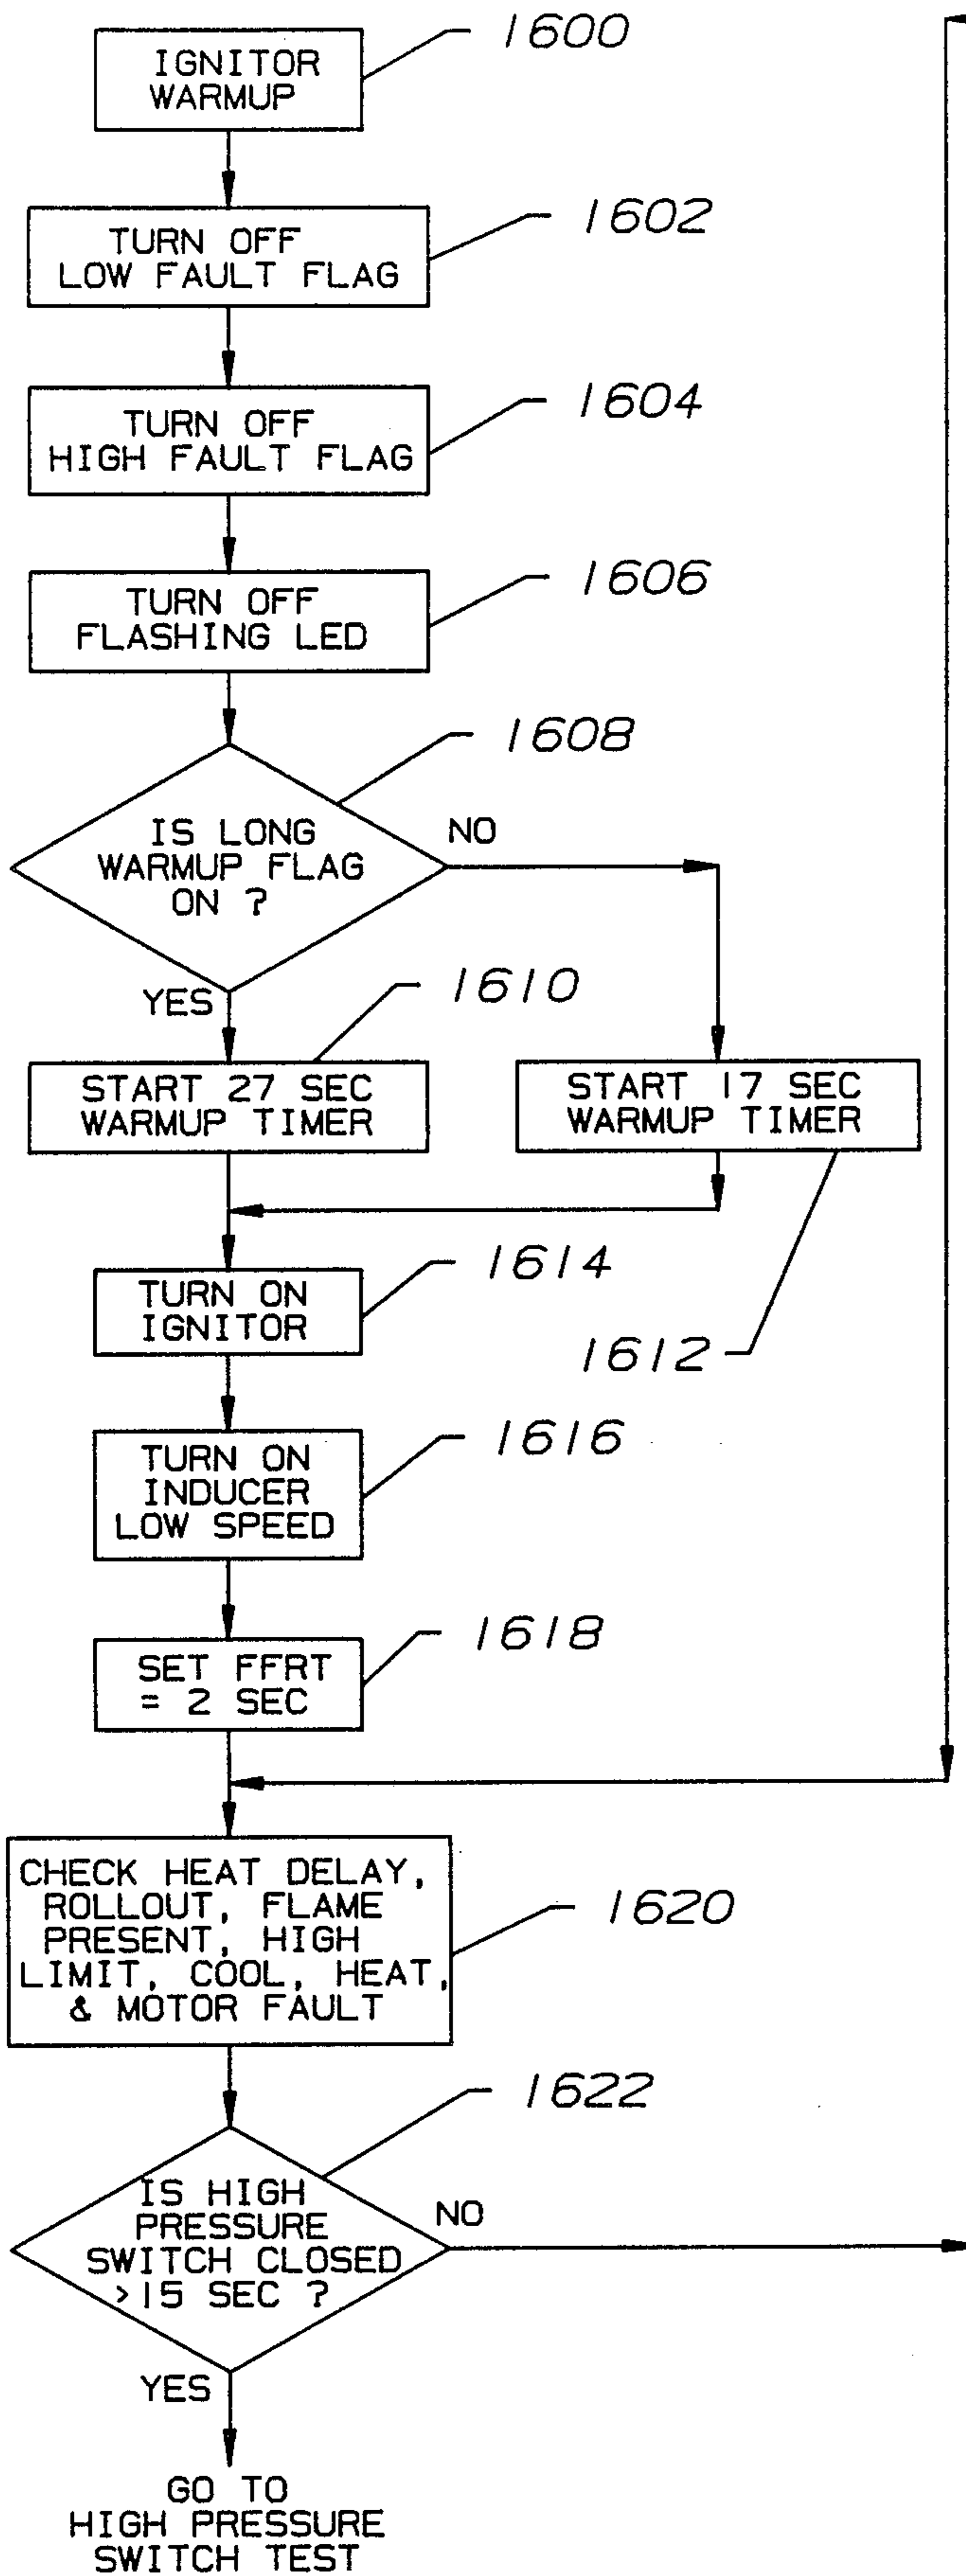 1600
IGNITOR
WARMUP
1602
TURN OFF
LOW FAULT FLAG
1604
TURN OFF
HIGH FAULT FLAG
1606
TURN OFF
FLASHING LED
1608
IS LONG
WARMUP FLAG
ON ?
NO
YES
1610
START 27 SEC
WARMUP TIMER
START 17 SEC
WARMUP TIMER
1612
1614
TURN ON
IGNITOR
1616
TURN ON
INDUCER
LOW SPEED
1618
SET FFRT
= 2 SEC
CHECK HEAT DELAY,
ROLLOUT, FLAME
PRESENT, HIGH
LIMIT, COOL, HEAT,
& MOTOR FAULT
1620
1622
IS HIGH
PRESSURE
SWITCH CLOSED
>15 SEC ?
NO
YES
GO TO
HIGH PRESSURE
SWITCH TEST